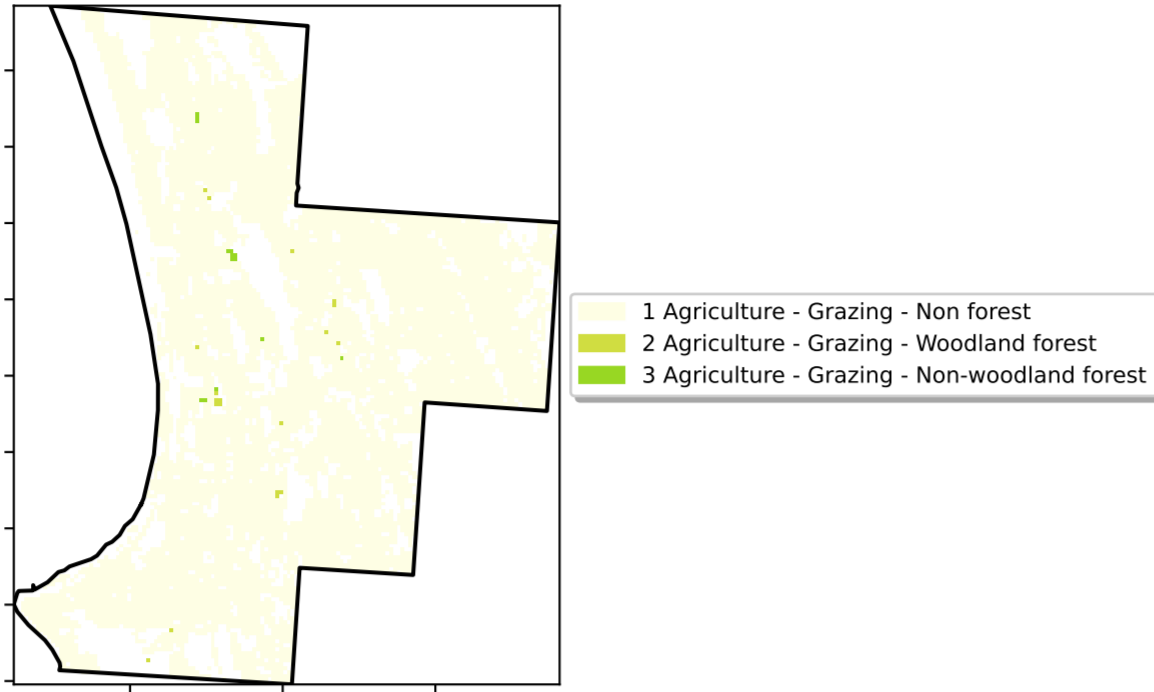 1 Agriculture - Grazing - Non forest
2 Agriculture - Grazing - Woodland forest
3 Agriculture - Grazing - Non-woodland forest